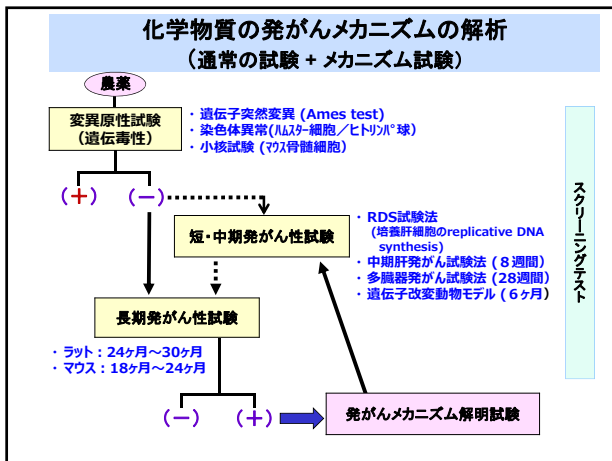 化学物質の発がんメカニズムの解析
（通常の試験 + メカニズム試験）
農薬
変異原性試験
（遺伝毒性）
・ 遺伝子突然変異 (Ames test)
・ 染色体異常(ﾊﾑｽﾀｰ細胞／ﾋﾄﾘﾝﾊﾟ球）
・ 小核試験 (ﾏｳｽ骨髄細胞）
(＋)
(－)
短・中期発がん性試験
・ RDS試験法
(培養肝細胞のreplicative DNA
synthesis)
・ 中期肝発がん試験法 ( 8 週間)
・ 多臓器発がん試験法 (28週間)
・ 遺伝子改変動物モデル ( 6 ヶ月)
スクリーニングテスト
長期発がん性試験
・ ラット：24ヶ月～30ヶ月
・ マウス：18ヶ月～24ヶ月
(－)
(＋)
発がんメカニズム解明試験